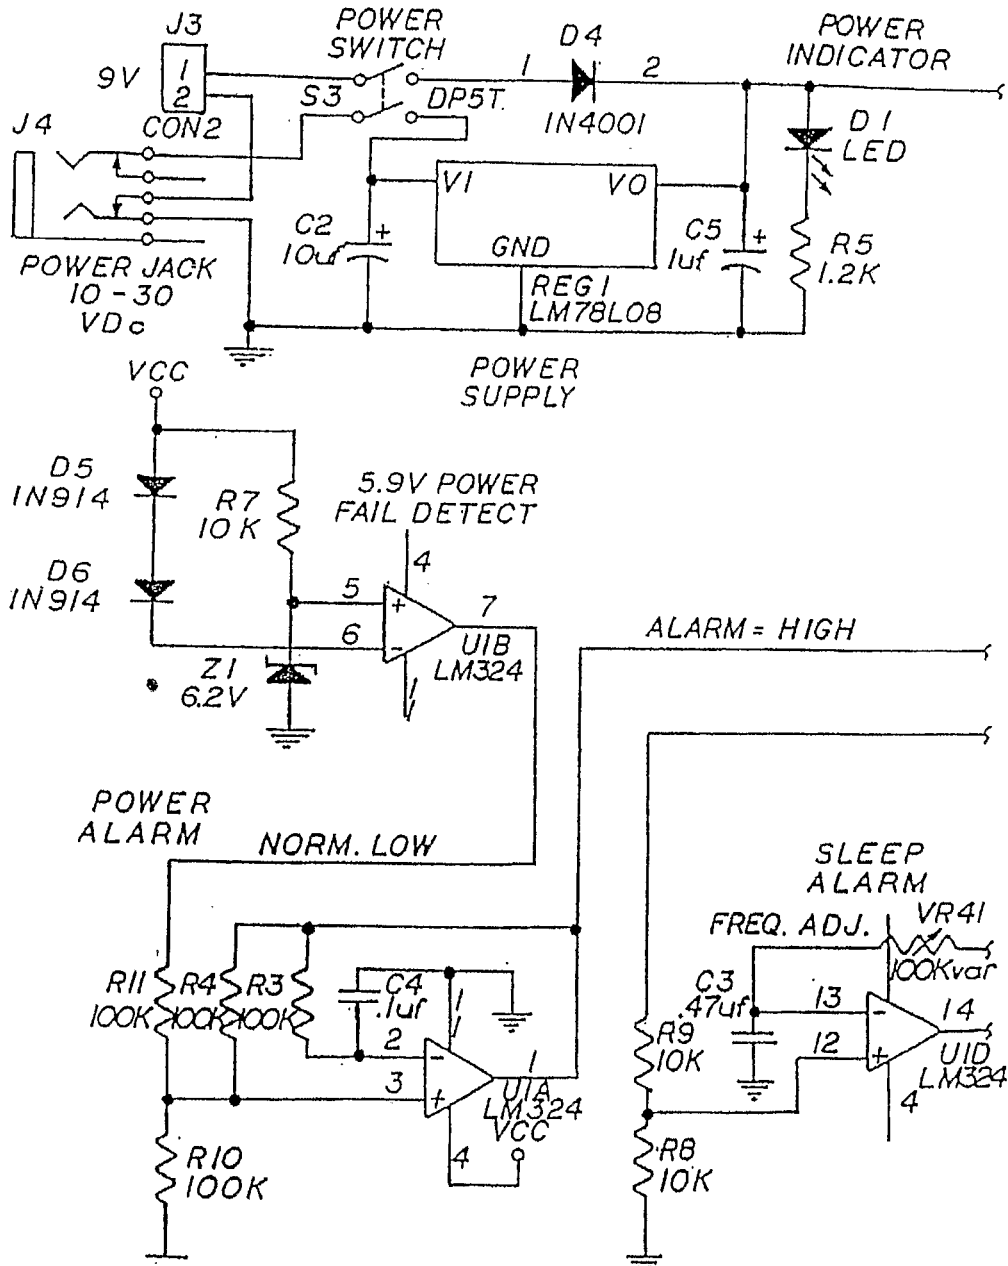 J3
POWER
SWITCH
D4
POWER
INDICATOR
9V
1
2
1
2
S3
DP5T
1N4001
J4
CON2
D1
LED
VI
VO
C2
10uf
+
GND
C5
1uf
+
R5
1.2K
POWER JACK
10-30
VDc
REG1
LM78L08
POWER
SUPPLY
VCC
D5
1N914
R7
10K
5.9V POWER
FAIL DETECT
4
D6
1N914
5
+
7
6
-
U1B
LM324
11
ALARM = HIGH
Z1
6.2V
POWER
ALARM
NORM. LOW
SLEEP
ALARM
FREQ. ADJ.
VR41
100Kvar
R11
100K
R4
100K
R3
100K
C4
.1uf
11
C3
.47uf
13
-
14
12
+
U1D
LM324
4
R9
10K
2
-
1
3
+
U1A
LM324
VCC
4
R10
100K
R8
10K